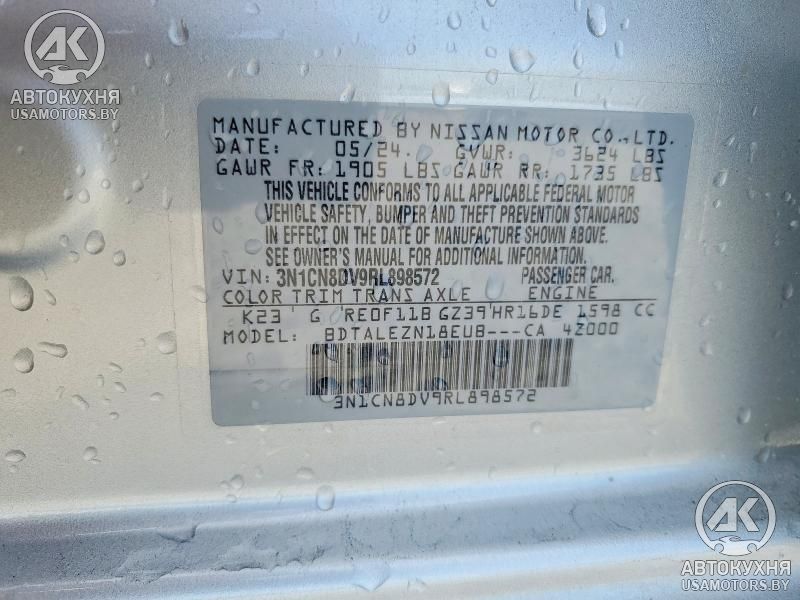 AK
АВТОКУХНЯ
USAMOTORS.BY
MANUFACTURED BY NISSAN MOTOR CO., LTD.
DATE: 05/24. GVWR: 3624 LBS
GAWR FR: 1905 LBS GAWR RR: 1735 LBS
THIS VEHICLE CONFORMS TO ALL APPLICABLE FEDERAL MOTOR
VEHICLE SAFETY, BUMPER AND THEFT PREVENTION STANDARDS
IN EFFECT ON THE DATE OF MANUFACTURE SHOWN ABOVE.
SEE OWNER'S MANUAL FOR ADDITIONAL INFORMATION.
VIN: 3N1CN8DV9RL898572 PASSENGER CAR.
COLOR TRIM TRANS AXLE ENGINE
K23 G RE0F11B GZ39 HR16DE 1598 CC
MODEL: BDTALEZN18EUB---CA 4Z000
3N1CN8DV9RL898572
AK
АВТОКУХНЯ
USAMOTORS.BY